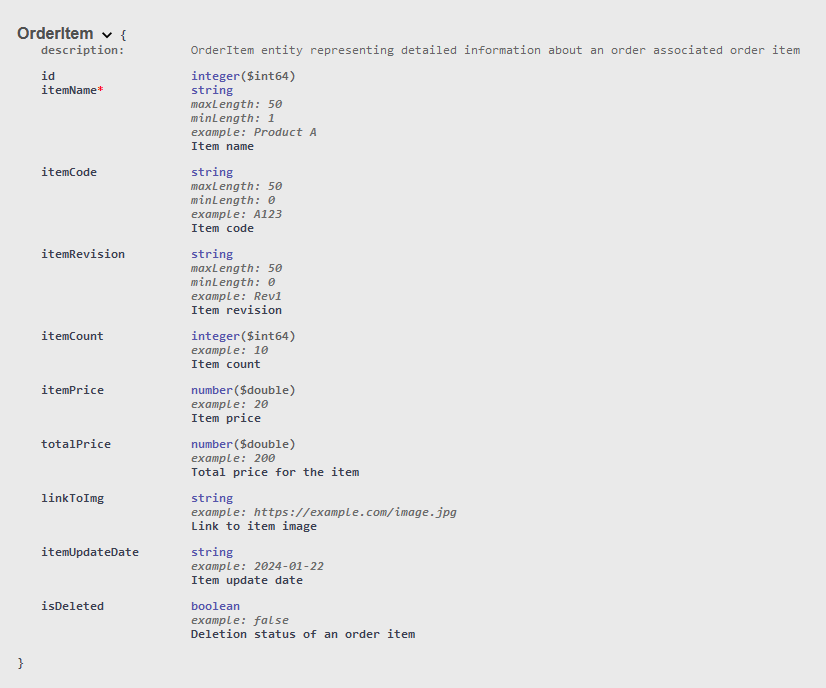 OrderItem {
description: OrderItem entity representing detailed information about an order associated order item
id integer($int64)
itemName* string
maxLength: 50
minLength: 1
example: Product A
Item name
itemCode string
maxLength: 50
minLength: 0
example: A123
Item code
itemRevision string
maxLength: 50
minLength: 0
example: Rev1
Item revision
itemCount integer($int64)
example: 10
Item count
itemPrice number($double)
example: 20
Item price
totalPrice number($double)
example: 200
Total price for the item
linkToImg string
example: https://example.com/image.jpg
Link to item image
itemUpdateDate string
example: 2024-01-22
Item update date
isDeleted boolean
example: false
Deletion status of an order item
}